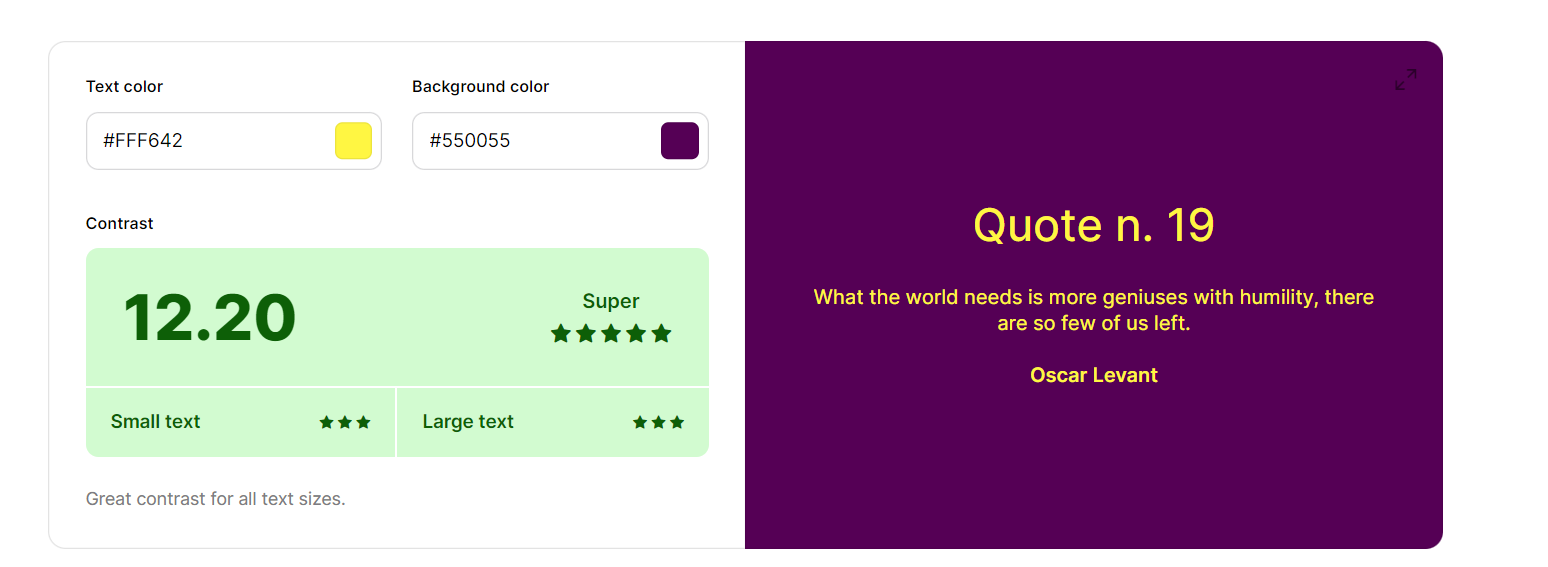 Text color
#FFF642
Background color
#550055
Contrast
12.20
Super
Small text
Large text
Great contrast for all text sizes.
Quote n. 19
What the world needs is more geniuses with humility, there
are so few of us left.
Oscar Levant